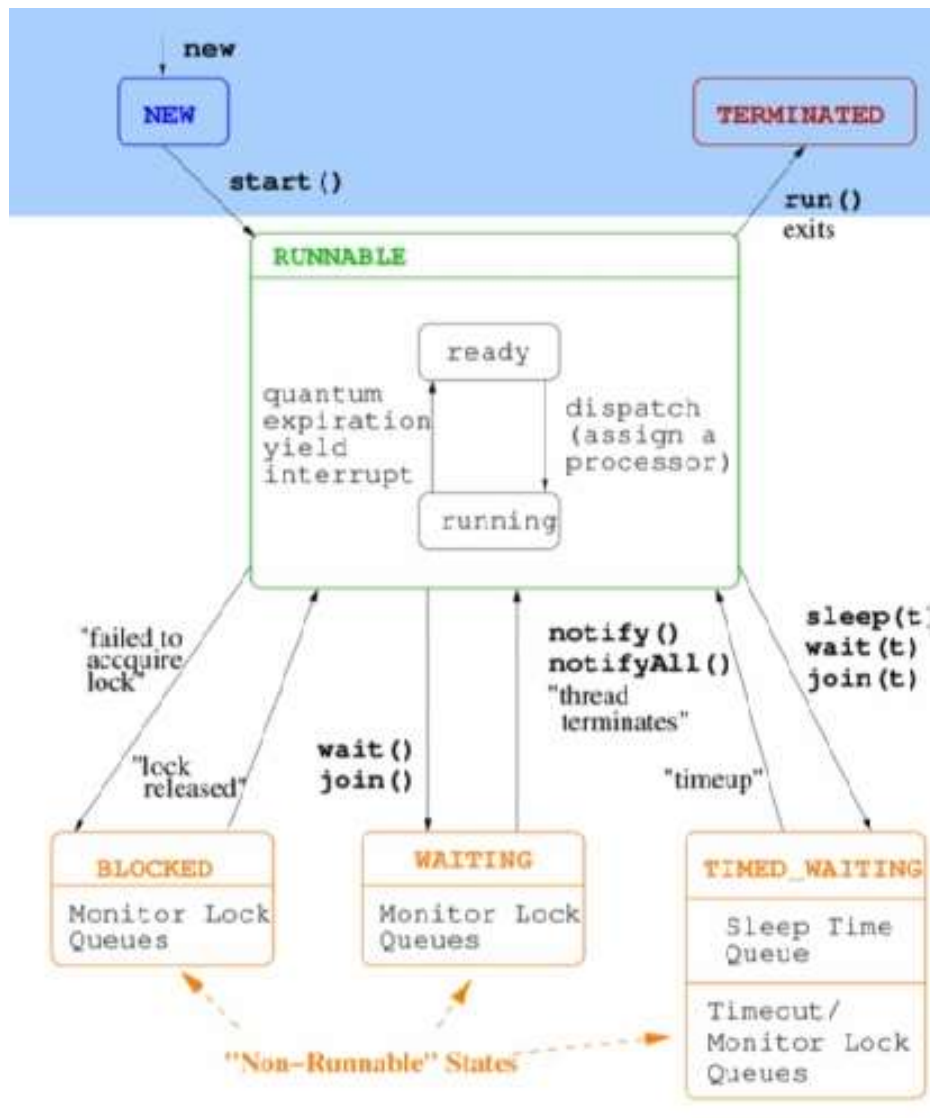 new
NEW
TERMINATED
start()
run()
exits
RUNNABLE
ready
quantum
expiration
yield
interrupt
dispatch
(assign a
processor)
running
"failed to
accquire
lock"
"lock
released"
wait()
join()
notify()
notifyAll()
"thread
terminates"
"timeup"
sleep(t)
wait(t)
join(t)
BLOCKED
Monitor Lock
Queues
WAITING
Monitor Lock
Queues
TIMED_WAITING
Sleep Time
Queue
Timecut/
Monitor Lock
Queues
"Non-Runnable" States